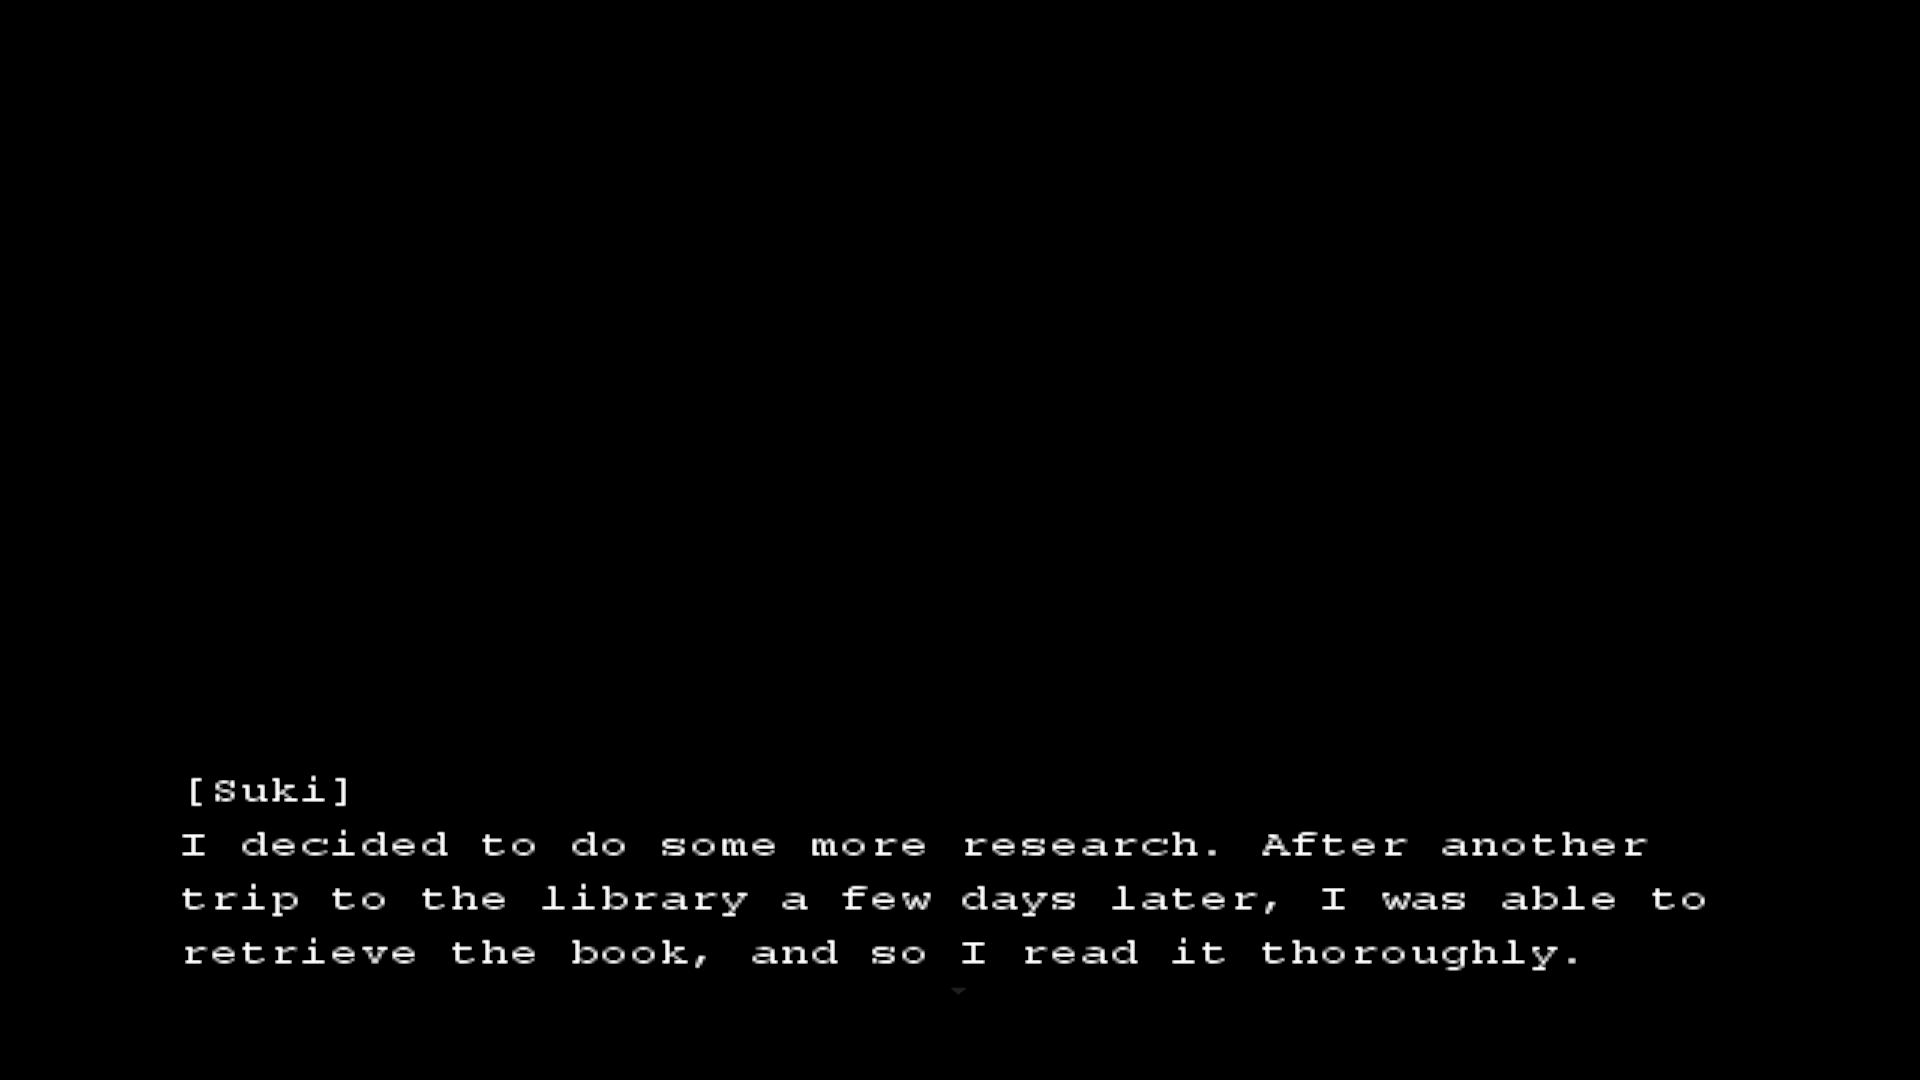 [Suki]
I decided to do some more research. After another
trip to the library a few days later, I was able to
retrieve the book, and so I read it thoroughly.